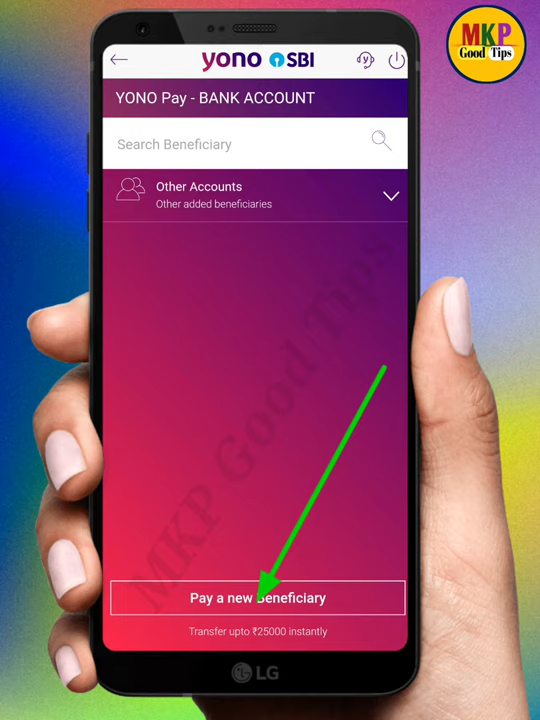 MKP
Good Tips
yono SBI
YONO Pay - BANK ACCOUNT
Search Beneficiary
Other Accounts
Other added beneficiaries
MKP Good Tips
Pay a new Beneficiary
Transfer upto ₹25000 instantly
LG